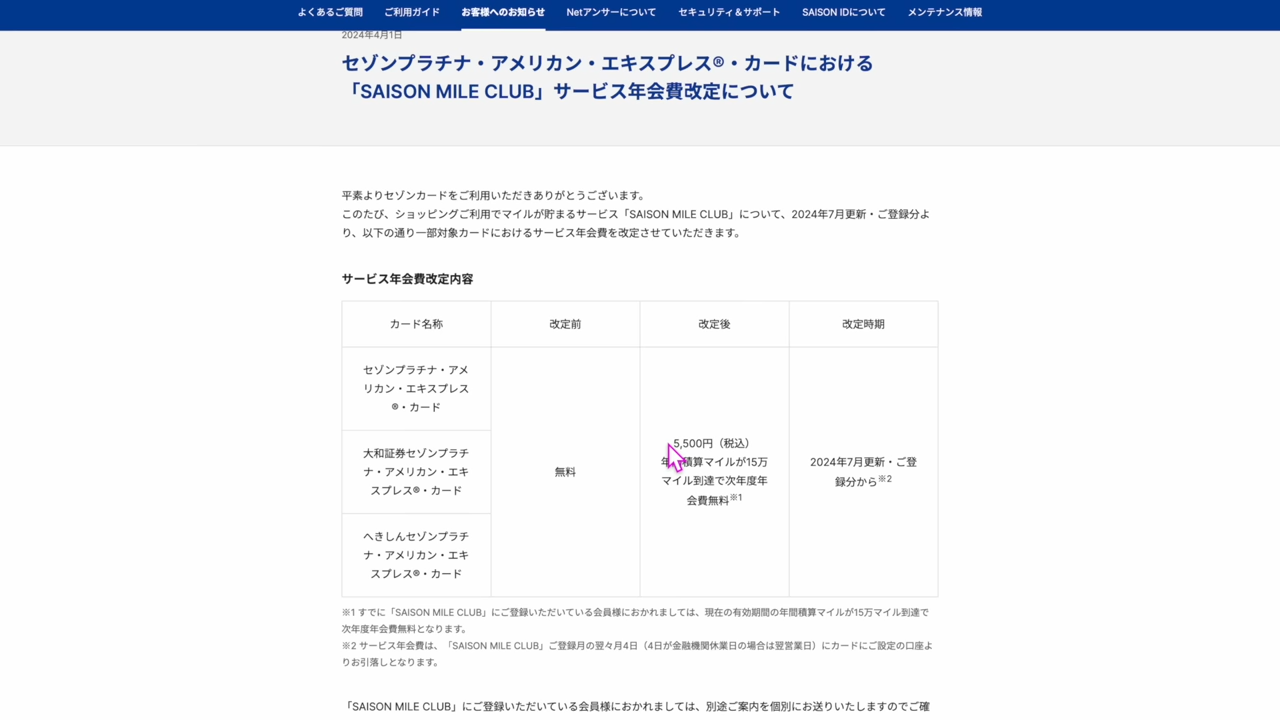 よくあるご質問 ご利用ガイド お客様へのお知らせ Netアンサーについて セキュリティ＆サポート SAISON IDについて メンテナンス情報
2024年4月1日
セゾンプラチナ・アメリカン・エキスプレス®・カードにおける
「SAISON MILE CLUB」サービス年会費改定について
平素よりセゾンカードをご利用いただきありがとうございます。
このたび、ショッピングご利用でマイルが貯まるサービス「SAISON MILE CLUB」について、2024年7月更新・ご登録分よ
り、以下の通り一部対象カードにおけるサービス年会費を改定させていただきます。
サービス年会費改定内容
カード名称 改定前 改定後 改定時期
セゾンプラチナ・アメ
リカン・エキスプレス
®・カード
大和証券セゾンプラチ
ナ・アメリカン・エキ
スプレス®・カード
へきしんセゾンプラチ
ナ・アメリカン・エキ
スプレス®・カード
無料
5,500円（税込）
年 積算マイルが15万
マイル到達で次年度年
会費無料※1
2024年7月更新・ご登
録分から※2
※1 すでに「SAISON MILE CLUB」にご登録いただいている会員様におかれましては、現在の有効期間の年間積算マイルが15万マイル到達で
次年度年会費無料となります。
※2 サービス年会費は、「SAISON MILE CLUB」ご登録月の翌々月4日（4日が金融機関休業日の場合は翌営業日）にカードにご設定の口座よ
りお引落しとなります。
「SAISON MILE CLUB」にご登録いただいている会員様におかれましては、別途ご案内を個別にお送りいたしますのでご確